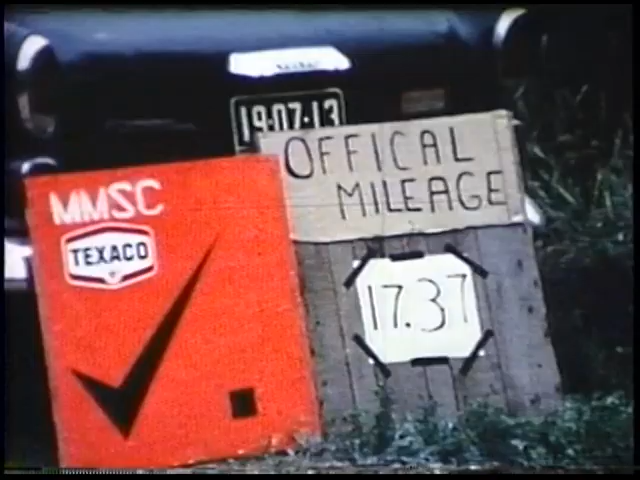 19·07·13
OFFICAL
MILEAGE
MMSC
TEXACO
17.37